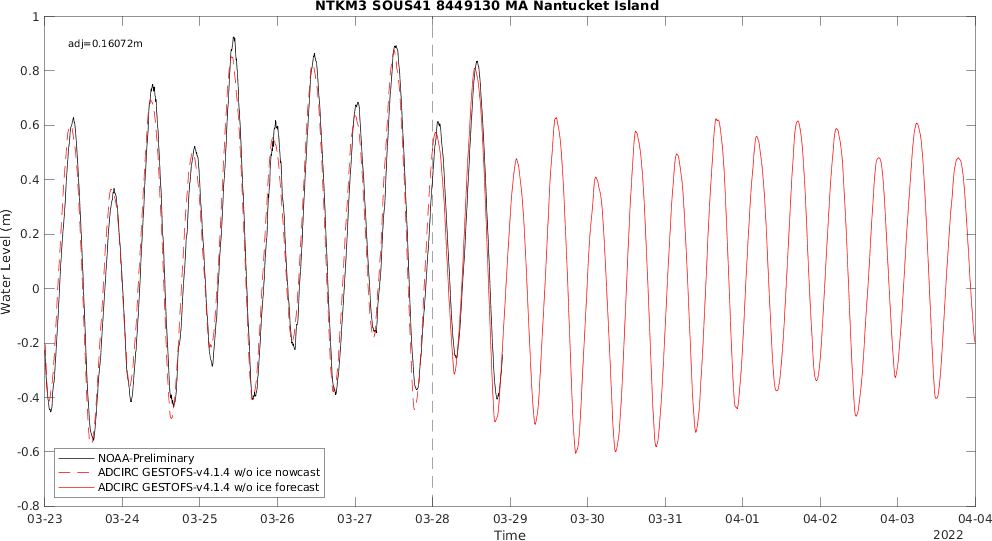 NTKM3 SOUS41 8449130 MA Nantucket Island
1
adj=0.16072m
0.8
0.6
0.4
0.2
0
-0.2
-0.4
-0.6
-0.8
Water Level (m)
NOAA-Preliminary
ADCIRC GESTOFS-v4.1.4 w/o ice nowcast
ADCIRC GESTOFS-v4.1.4 w/o ice forecast
03-23 03-24 03-25 03-26 03-27 03-28 03-29 03-30 03-31 04-01 04-02 04-03 04-04
Time
2022